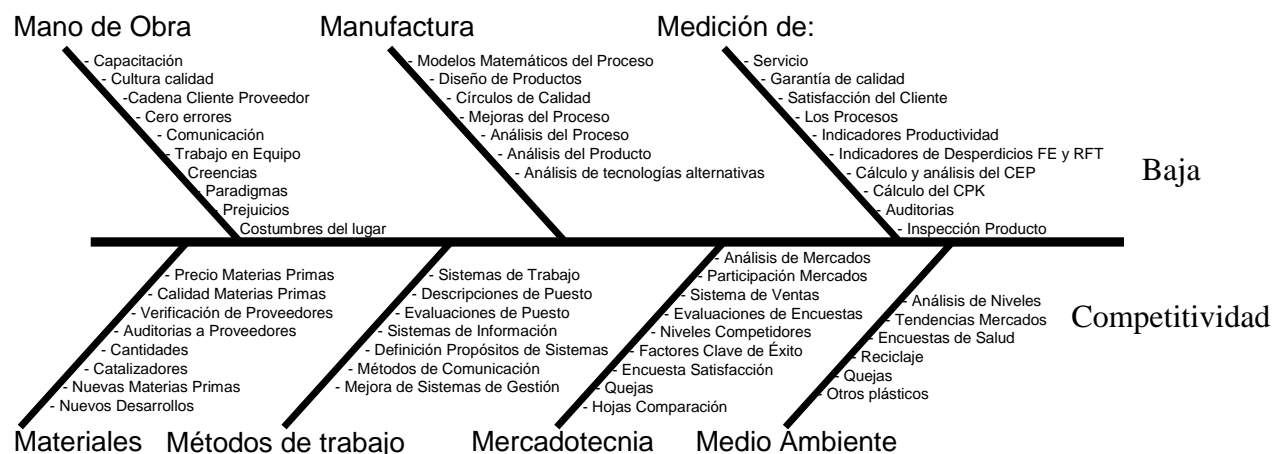 Mano de Obra
- Capacitación
- Cultura calidad
-Cadena Cliente Proveedor
- Cero errores
- Comunicación
- Trabajo en Equipo
Creencias
- Paradigmas
- Prejuicios
Costumbres del lugar
Manufactura
- Modelos Matemáticos del Proceso
- Diseño de Productos
- Círculos de Calidad
- Mejoras del Proceso
- Análisis del Proceso
- Análisis del Producto
- Análisis de tecnologías alternativas
Medición de:
- Servicio
- Garantía de calidad
- Satisfacción del Cliente
- Los Procesos
- Indicadores Productividad
- Indicadores de Desperdicios FE y RFT
- Cálculo y análisis del CEP
- Cálculo del CPK
- Auditorias
- Inspección Producto
Baja
Competitividad
- Precio Materias Primas
- Calidad Materias Primas
- Verificación de Proveedores
- Auditorias a Proveedores
- Cantidades
- Catalizadores
- Nuevas Materias Primas
- Nuevos Desarrollos
Materiales
- Sistemas de Trabajo
- Descripciones de Puesto
- Evaluaciones de Puesto
- Sistemas de Información
- Definición Propósitos de Sistemas
- Métodos de Comunicación
- Mejora de Sistemas de Gestión
Métodos de trabajo
- Análisis de Mercados
- Participación Mercados
- Sistema de Ventas
- Evaluaciones de Encuestas
- Niveles Competidores
- Factores Clave de Éxito
- Encuesta Satisfacción
- Quejas
- Hojas Comparación
Mercadotecnia
- Análisis de Niveles
- Tendencias Mercados
- Encuestas de Salud
- Reciclaje
- Quejas
- Otros plásticos
Medio Ambiente